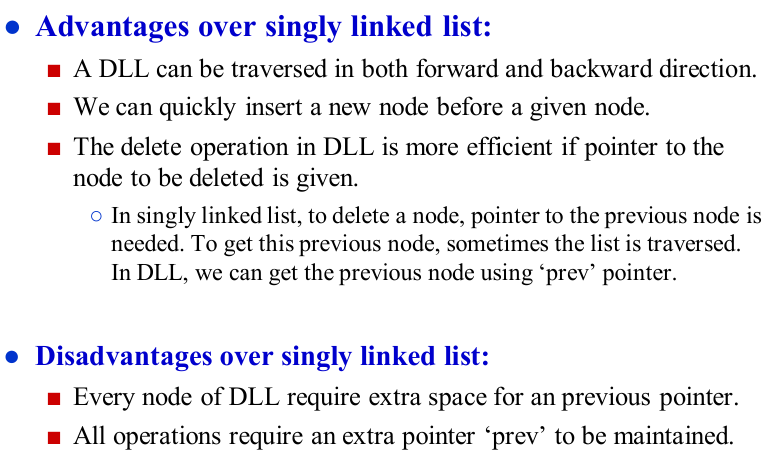 ● Advantages over singly linked list:
■ A DLL can be traversed in both forward and backward direction.
■ We can quickly insert a new node before a given node.
■ The delete operation in DLL is more efficient if pointer to the
node to be deleted is given.
○ In singly linked list, to delete a node, pointer to the previous node is
needed. To get this previous node, sometimes the list is traversed.
In DLL, we can get the previous node using ‘prev’ pointer.
● Disadvantages over singly linked list:
■ Every node of DLL require extra space for an previous pointer.
■ All operations require an extra pointer ‘prev’ to be maintained.